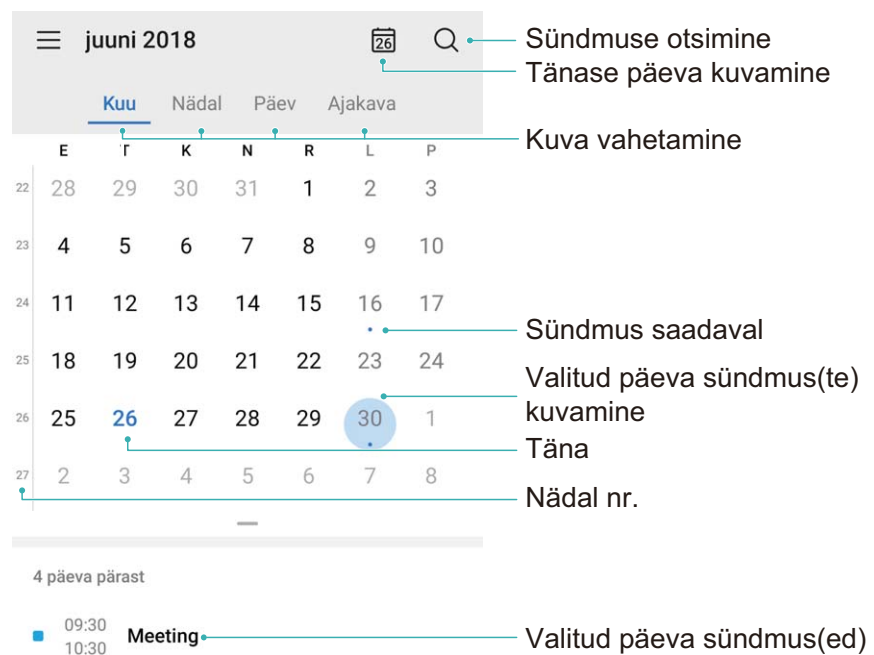 juuni 2018 26
Sündmuse otsimine
Tänase päeva kuvamine
Kuu Nädal Päev Ajakava
Kuva vahetamine
E T K N R L P
22 28 29 30 31 1 2 3
23 4 5 6 7 8 9 10
24 11 12 13 14 15 16 17
Sündmus saadaval
25 18 19 20 21 22 23 24
Valitud päeva sündmus(te)
kuvamine
26 25 26 27 28 29 30 1
Täna
27 2 3 4 5 6 7 8
Nädal nr.
4 päeva pärast
09:30
10:30
Meeting
Valitud päeva sündmus(ed)